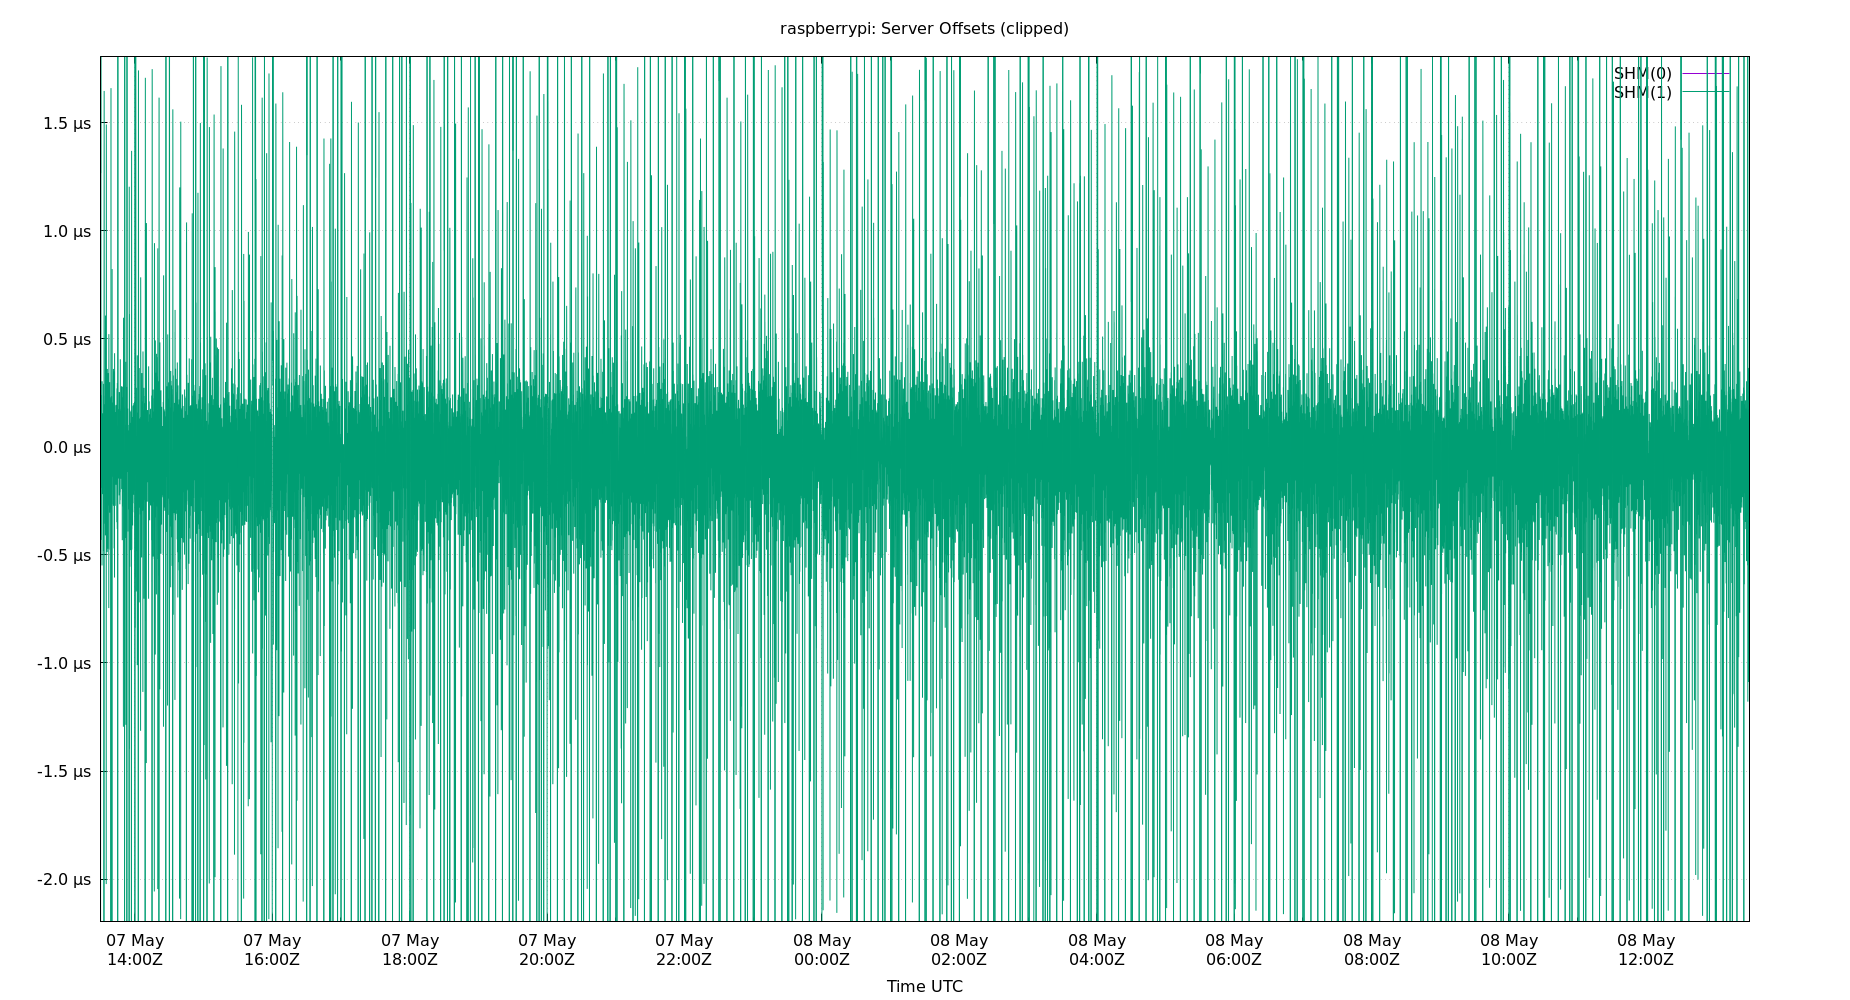 raspberrypi: Server Offsets (clipped)
SHM(0)
SHM(1)
1.5 µs
1.0 µs
0.5 µs
0.0 µs
-0.5 µs
-1.0 µs
-1.5 µs
-2.0 µs
07 May 07 May 07 May 07 May 07 May 08 May 08 May 08 May 08 May 08 May 08 May 08 May
14:00Z 16:00Z 18:00Z 20:00Z 22:00Z 00:00Z 02:00Z 04:00Z 06:00Z 08:00Z 10:00Z 12:00Z
Time UTC